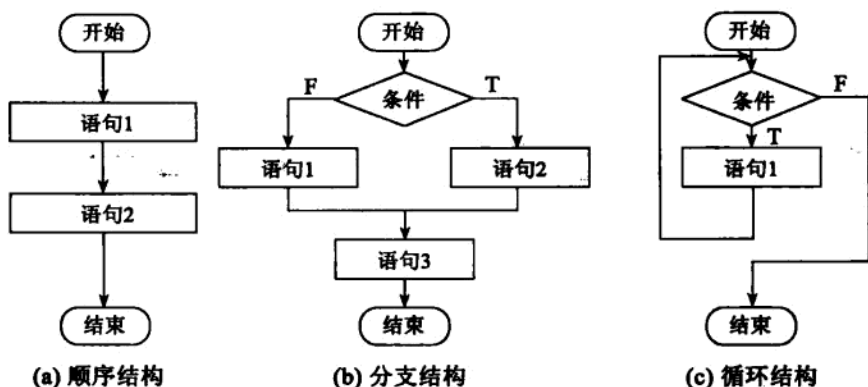 开始
语句1
语句2
结束
(a) 顺序结构
开始
条件
F
T
语句1
语句2
语句3
结束
(b) 分支结构
开始
条件
F
T
语句1
结束
(c) 循环结构